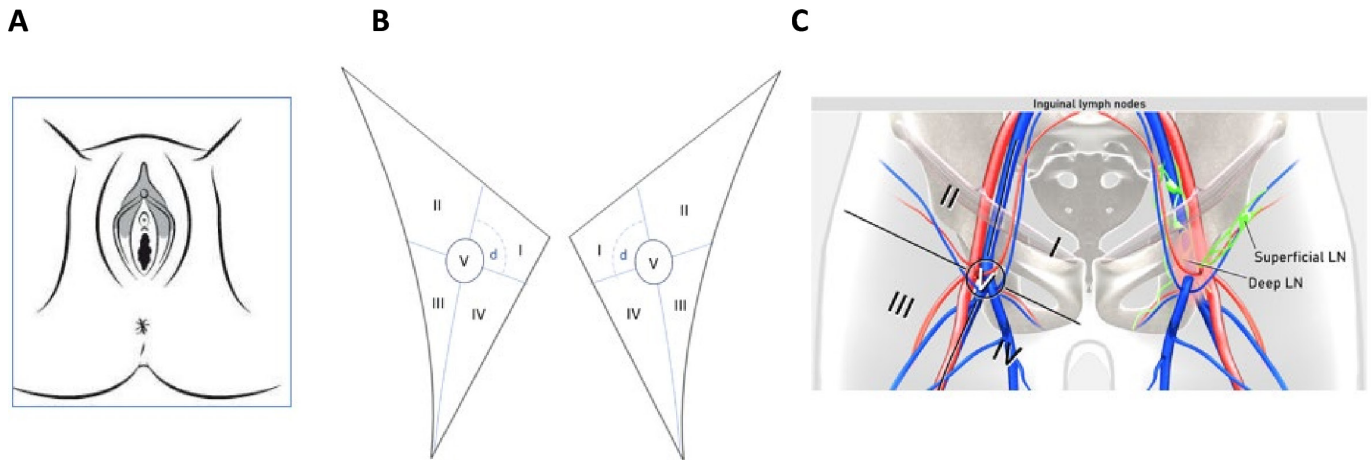 A
B
C
II
I
d
V
III
IV
II
I
d
V
III
IV
Inguinal lymph nodes
II
I
V
III
IV
Superficial LN
Deep LN